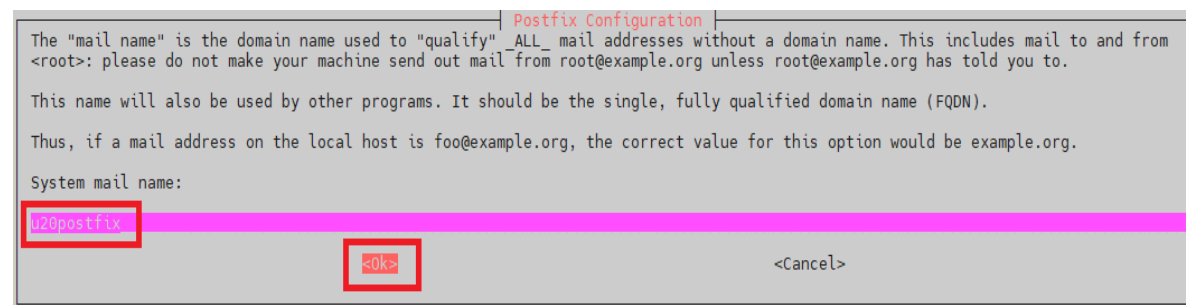 Postfix Configuration
The "mail name" is the domain name used to "qualify" _ALL_ mail addresses without a domain name. This includes mail to and from
<root>: please do not make your machine send out mail from root@example.org unless root@example.org has told you to.
This name will also be used by other programs. It should be the single, fully qualified domain name (FQDN).
Thus, if a mail address on the local host is foo@example.org, the correct value for this option would be example.org.
System mail name:
u20postfix
<Ok> <Cancel>